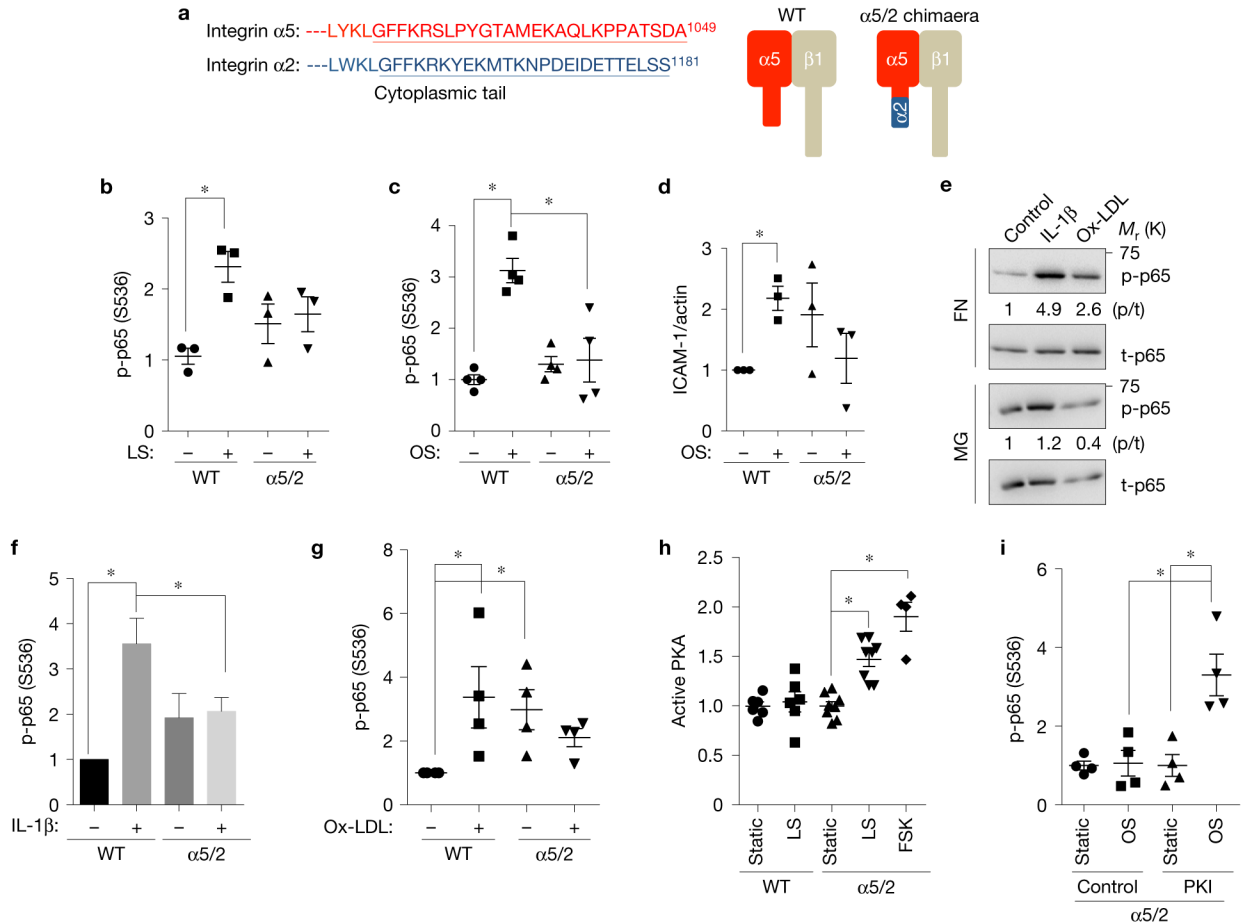 a
Integrin α5: ---LYKLGFFKRSLPYGTAMEKAQLKPPATSDA1049
Integrin α2: ---LWKLGFFKRKYEKMTKNPDEIDETTELSS1181
Cytoplasmic tail
WT
α5/2 chimaera
α5
β1
α5
β1
α2
b
*
3
2
1
0
p-p65 (S536)
LS:
–
+
–
+
WT
α5/2
c
*
*
4
3
2
1
0
p-p65 (S536)
OS:
–
+
–
+
WT
α5/2
d
*
3
2
1
0
ICAM-1/actin
OS:
–
+
–
+
WT
α5/2
e
Control
IL-1β
Ox-LDL
Mr (K)
75
p-p65
FN
1 4.9 2.6 (p/t)
t-p65
75
p-p65
MG
1 1.2 0.4 (p/t)
t-p65
f
*
*
5
4
3
2
1
0
p-p65 (S536)
IL-1β:
–
+
–
+
WT
α5/2
g
*
*
8
6
4
2
0
p-p65 (S536)
Ox-LDL:
–
+
–
+
WT
α5/2
h
*
*
2.5
2.0
1.5
1.0
0.5
0.0
Active PKA
Static
LS
Static
LS
FSK
WT
α5/2
i
*
*
6
4
2
0
p-p65 (S536)
Static
OS
Static
OS
Control
PKI
α5/2